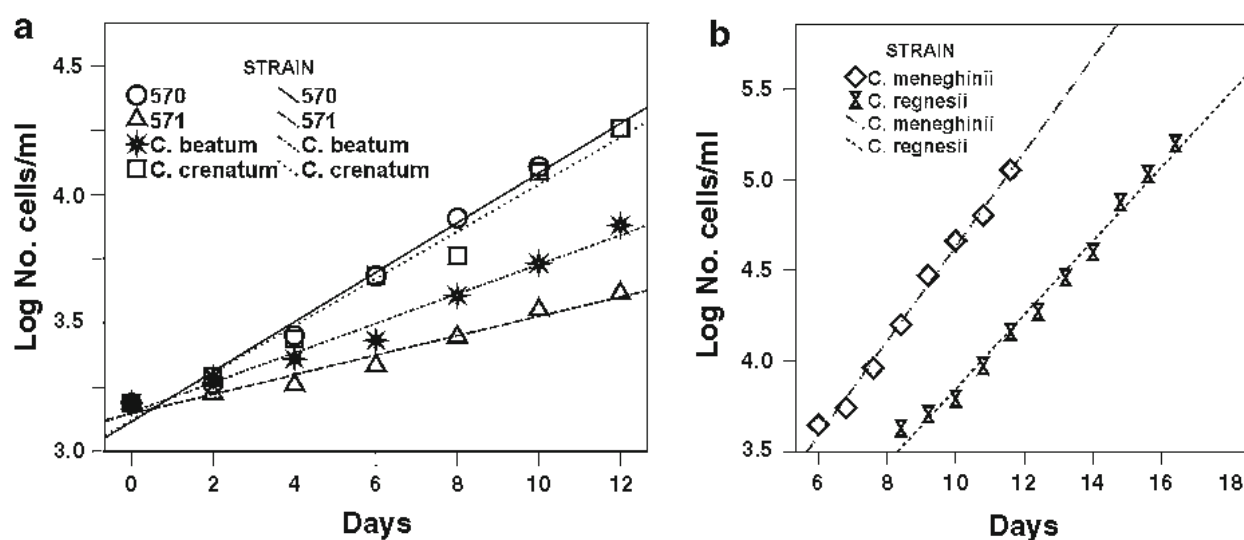 a
Log No. cells/ml
4.5
4.0
3.5
3.0
STRAIN
570 570
571 571
C. beatum C. beatum
C. crenatum C. crenatum
0 2 4 6 8 10 12
Days
b
Log No. cells/ml
5.5
5.0
4.5
4.0
3.5
STRAIN
C. meneghinii
C. regnesii
C. meneghinii
C. regnesii
6 8 10 12 14 16 18
Days